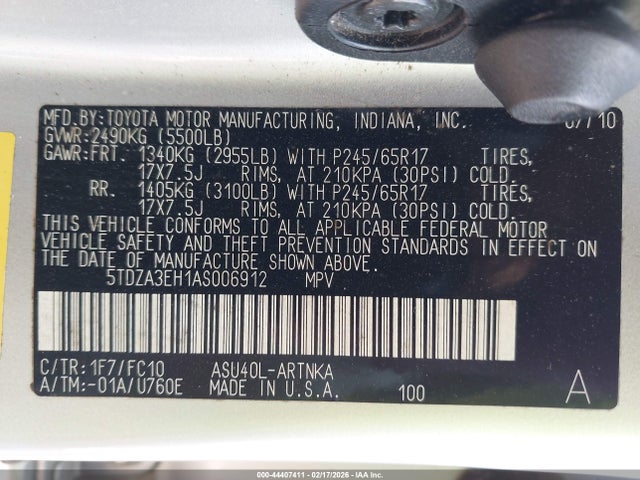 MFD.BY:TOYOTA MOTOR MANUFACTURING, INDIANA, INC. 07/10
GVWR:2490KG (5500LB)
GAWR:FRT. 1340KG (2955LB) WITH P245/65R17 TIRES,
17X7.5J RIMS, AT 210KPA (30PSI) COLD.
RR. 1405KG (3100LB) WITH P245/65R17 TIRES,
17X7.5J RIMS, AT 210KPA (30PSI) COLD.
THIS VEHICLE CONFORMS TO ALL APPLICABLE FEDERAL MOTOR
VEHICLE SAFETY AND THEFT PREVENTION STANDARDS IN EFFECT ON
THE DATE OF MANUFACTURE SHOWN ABOVE.
5TDZA3EH1AS006912 MPV
C/TR:1F7/FC10 ASU40L-ARTNKA
A/TM:-01A/U760E MADE IN U.S.A. 100 A
000-44407411 - 02/17/2026 - IAA Inc.